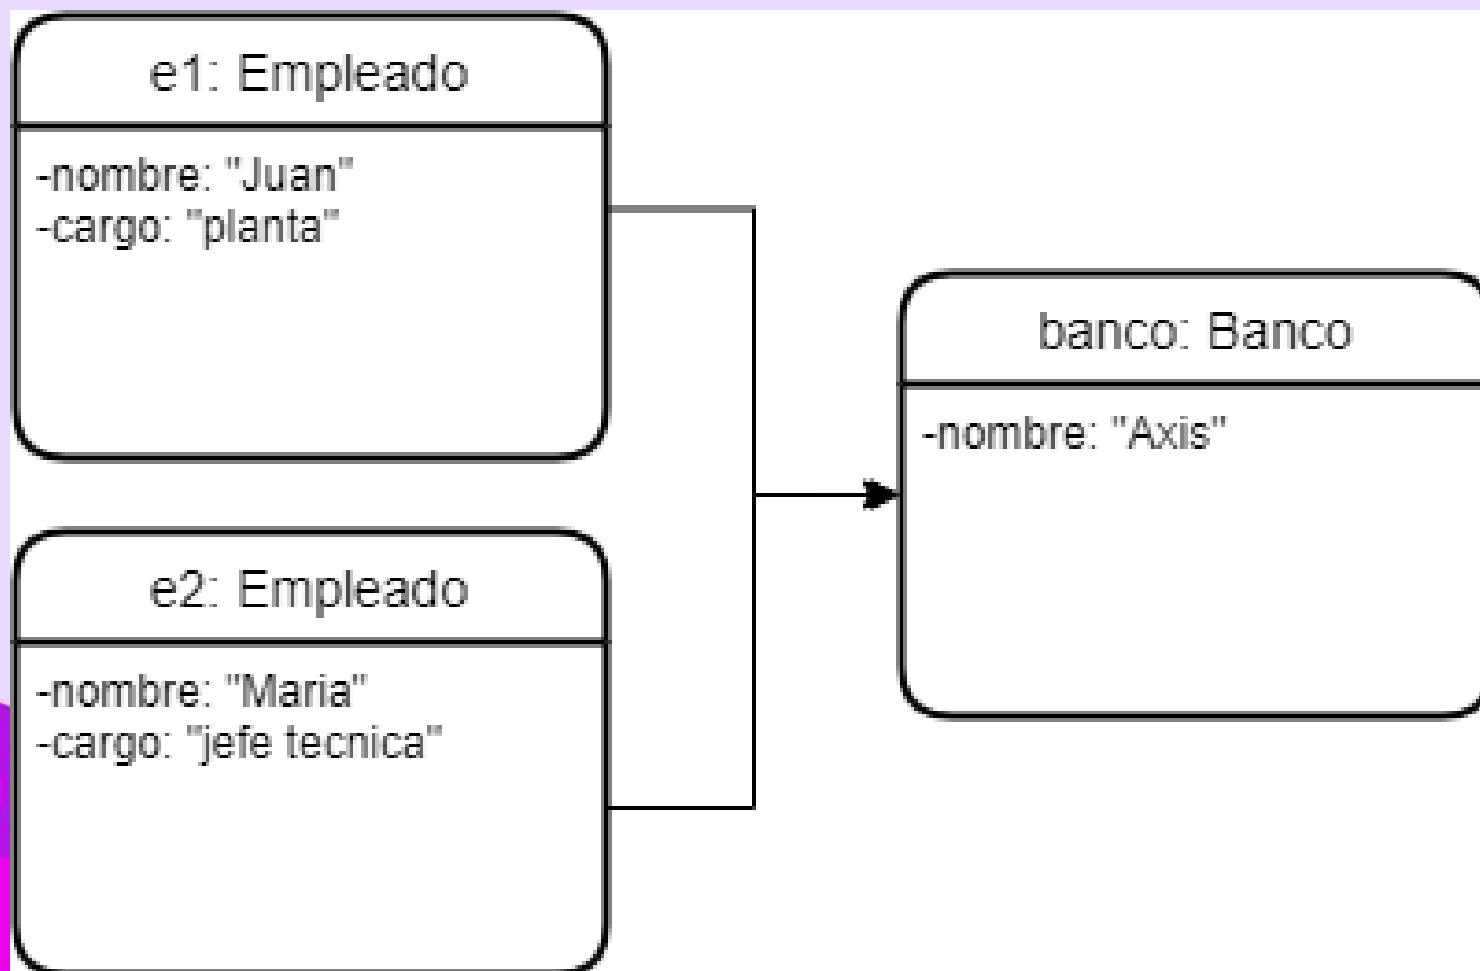 e1: Empleado
-nombre: "Juan"
-cargo: "planta"
e2: Empleado
-nombre: "Maria"
-cargo: "jefe tecnica"
banco: Banco
-nombre: "Axis"